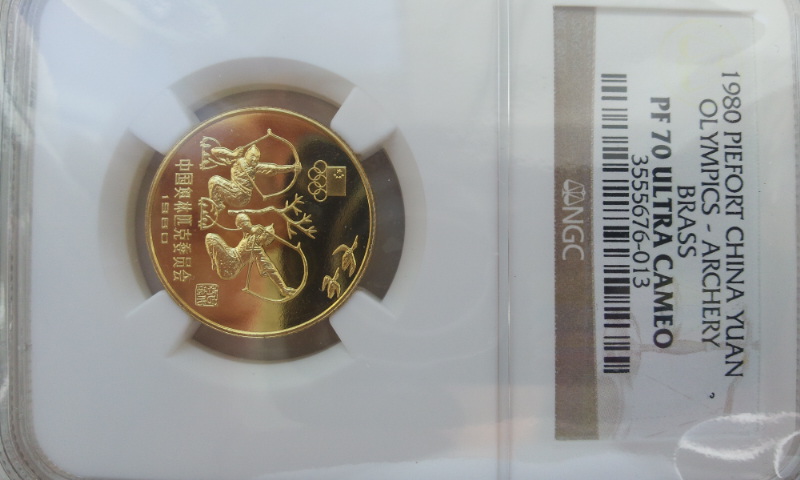 1980 PIEFORT CHINA YUAN
OLYMPICS - ARCHERY
BRASS
PF 70 ULTRA CAMEO
3555676-013
NGC
中国奥林匹克委员会
1980